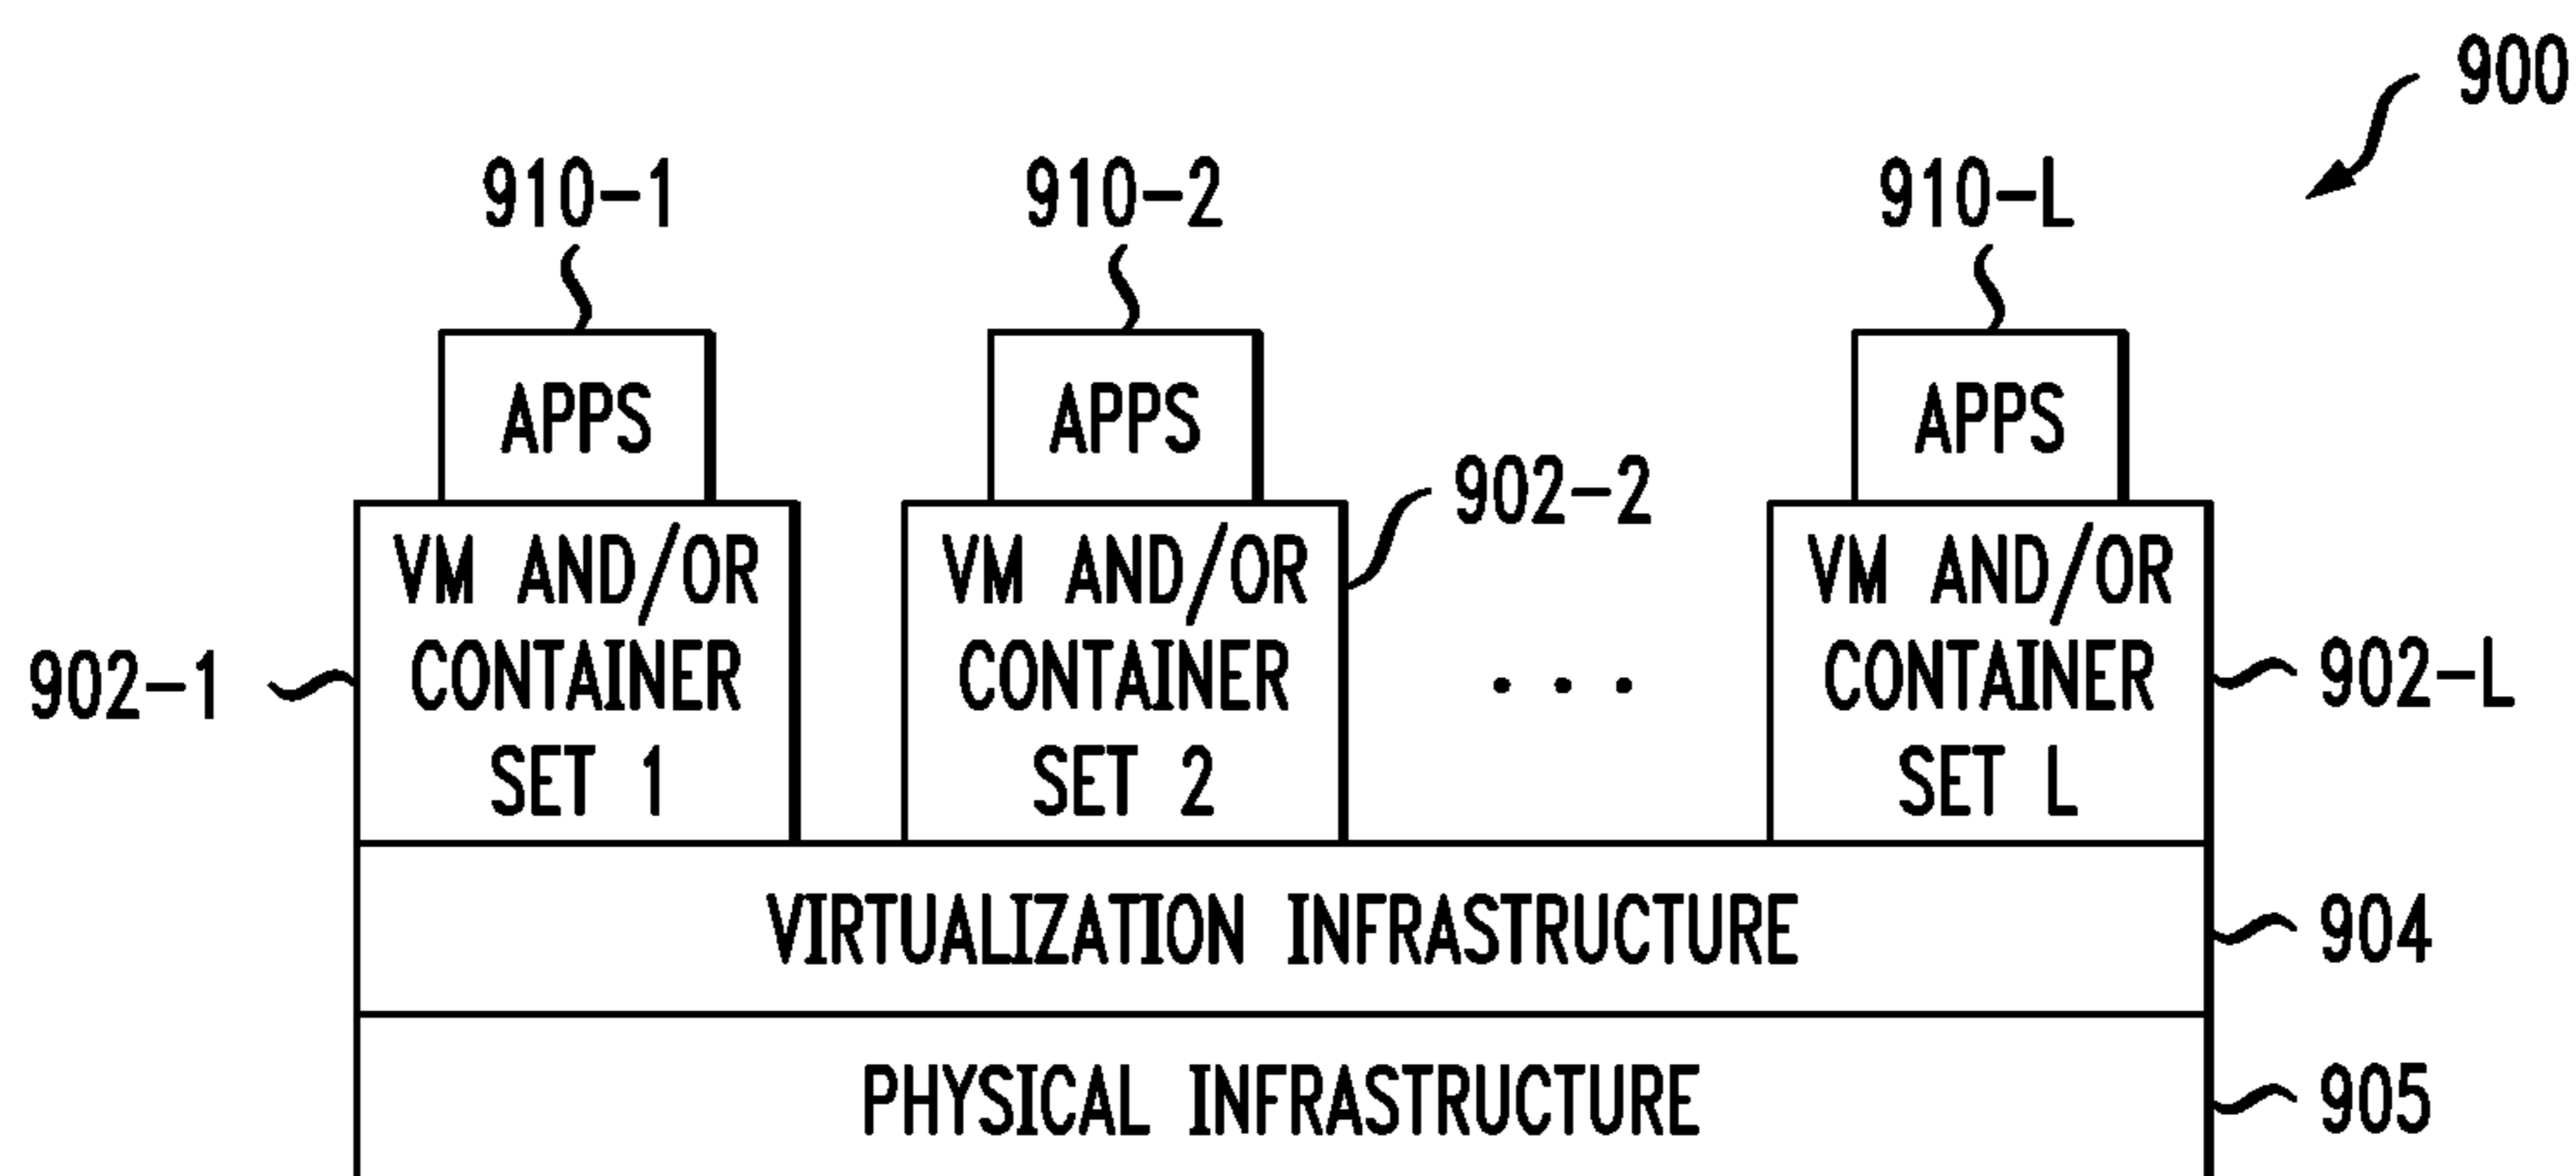 900
910-1 910-2 910-L
APPS APPS APPS
902-2
VM AND/OR VM AND/OR VM AND/OR
902-1 CONTAINER CONTAINER . . . CONTAINER 902-L
SET 1 SET 2 SET L
VIRTUALIZATION INFRASTRUCTURE 904
PHYSICAL INFRASTRUCTURE 905